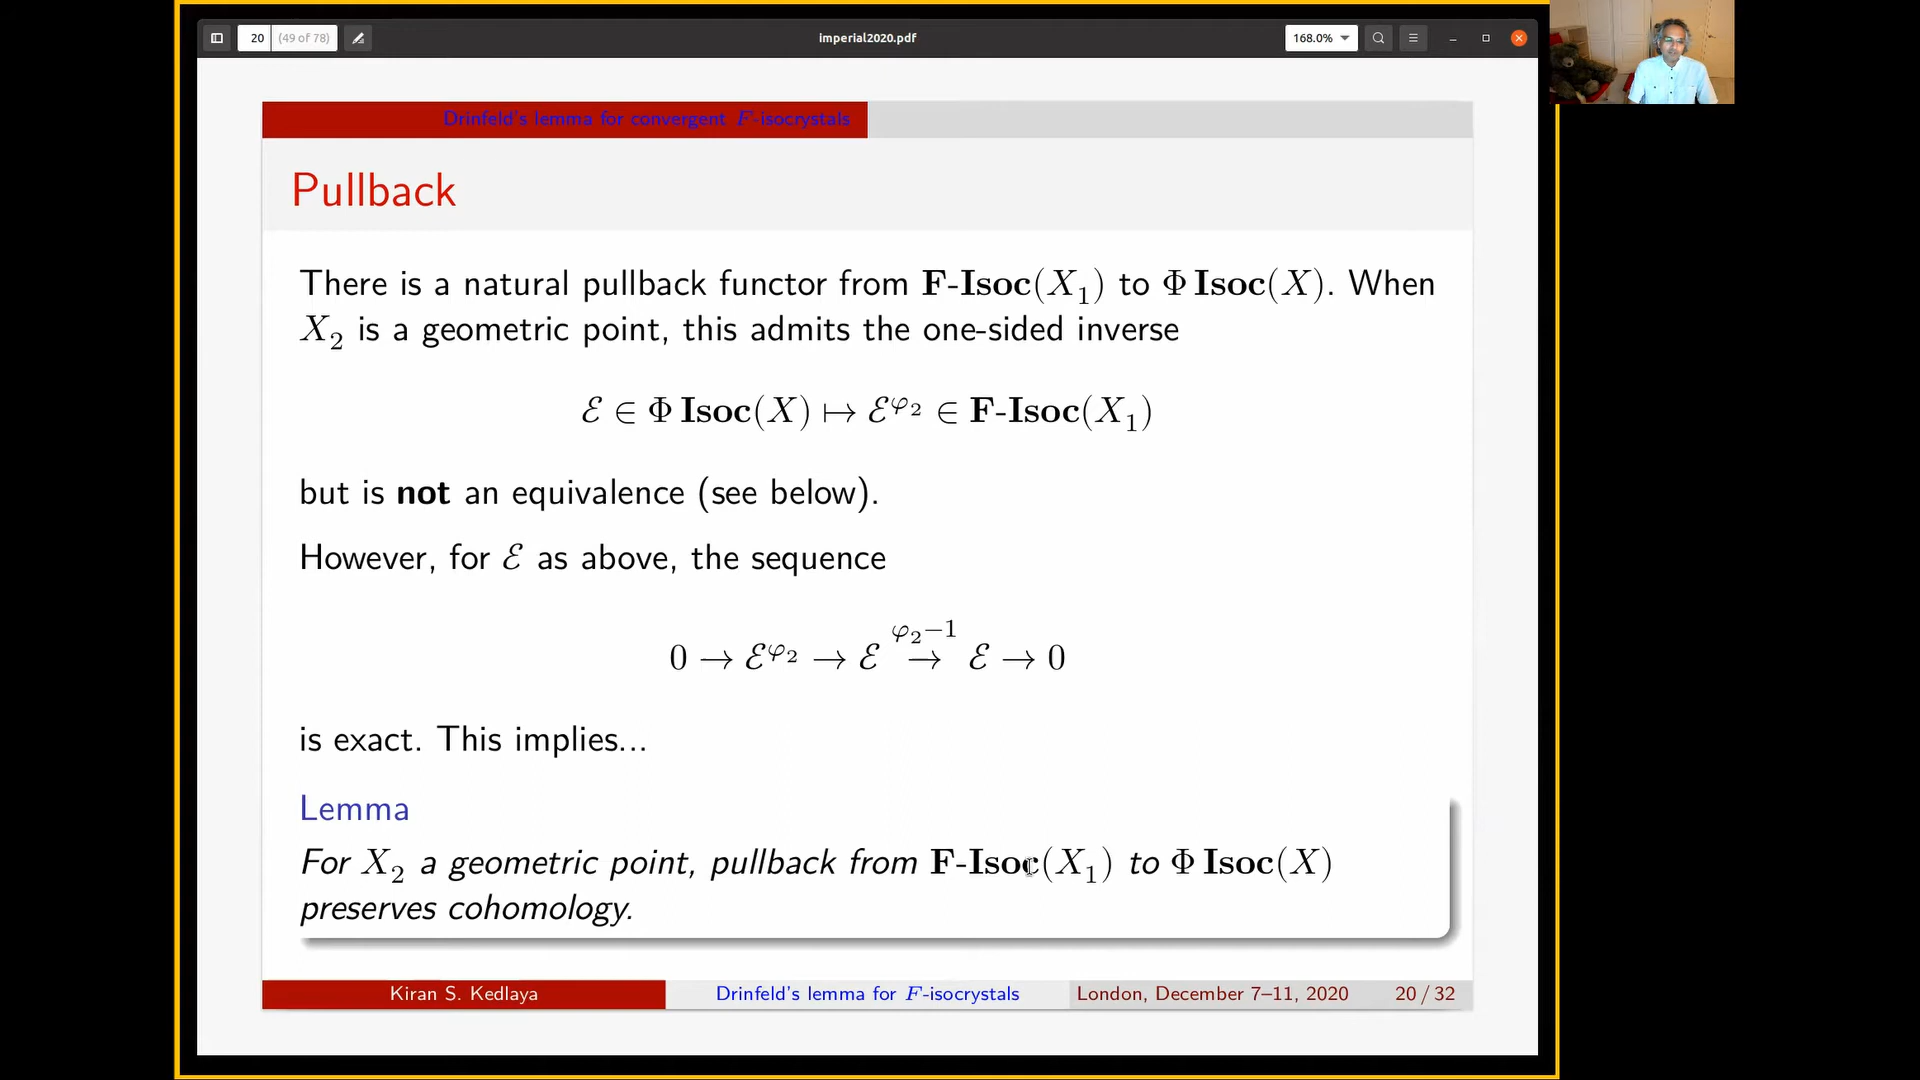 20 (49 of 78) imperial2020.pdf 168.0%
Drinfeld's lemma for convergent F-isocrystals
Pullback
There is a natural pullback functor from F-Isoc(X₁) to Φ Isoc(X). When
X₂ is a geometric point, this admits the one-sided inverse
ℰ ∈ Φ Isoc(X) ↦ ℰ^{φ₂} ∈ F-Isoc(X₁)
but is not an equivalence (see below).
However, for ℰ as above, the sequence
0 → ℰ^{φ₂} → ℰ \overset{φ₂−1}{→} ℰ → 0
is exact. This implies...
Lemma
For X₂ a geometric point, pullback from F-Isoc(X₁) to Φ Isoc(X)
preserves cohomology.
Kiran S. Kedlaya Drinfeld's lemma for F-isocrystals London, December 7–11, 2020 20 / 32